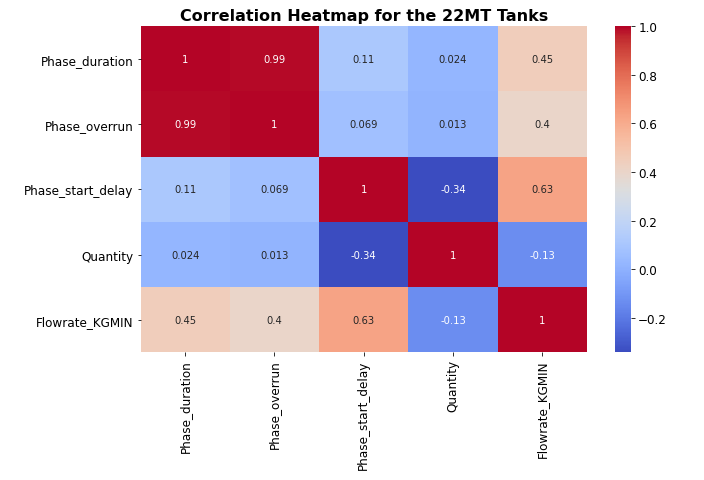 Correlation Heatmap for the 22MT Tanks
Phase_duration 1 0.99 0.11 0.024 0.45
Phase_overrun 0.99 1 0.069 0.013 0.4
Phase_start_delay 0.11 0.069 1 -0.34 0.63
Quantity 0.024 0.013 -0.34 1 -0.13
Flowrate_KGMIN 0.45 0.4 0.63 -0.13 1
Phase_duration
Phase_overrun
Phase_start_delay
Quantity
Flowrate_KGMIN
1.0
0.8
0.6
0.4
0.2
0.0
−0.2